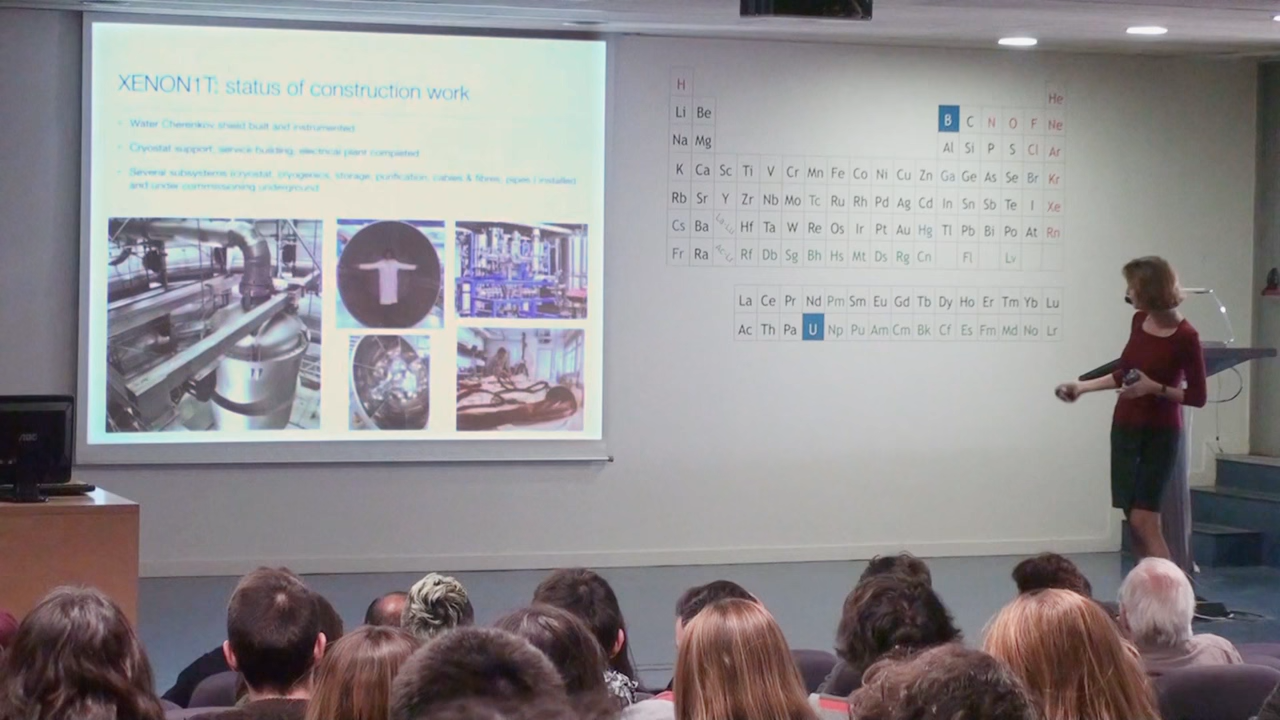 XENON1T: status of construction work
Water Cherenkov shield built and instrumented
Cryostat support, service building, electrical plant completed
Several subsystems (cryostat, cryogenics, storage, purification, cables & fibres, pipes) installed
and under commissioning underground
H He
Li Be B C N O F Ne
Na Mg Al Si P S Cl Ar
K Ca Sc Ti V Cr Mn Fe Co Ni Cu Zn Ga Ge As Se Br Kr
Rb Sr Y Zr Nb Mo Tc Ru Rh Pd Ag Cd In Sn Sb Te I Xe
Cs Ba La-Lu Hf Ta W Re Os Ir Pt Au Hg Tl Pb Bi Po At Rn
Fr Ra Ac-Lr Rf Db Sg Bh Hs Mt Ds Rg Cn Fl Lv
La Ce Pr Nd Pm Sm Eu Gd Tb Dy Ho Er Tm Yb Lu
Ac Th Pa U Np Pu Am Cm Bk Cf Es Fm Md No Lr
AOC